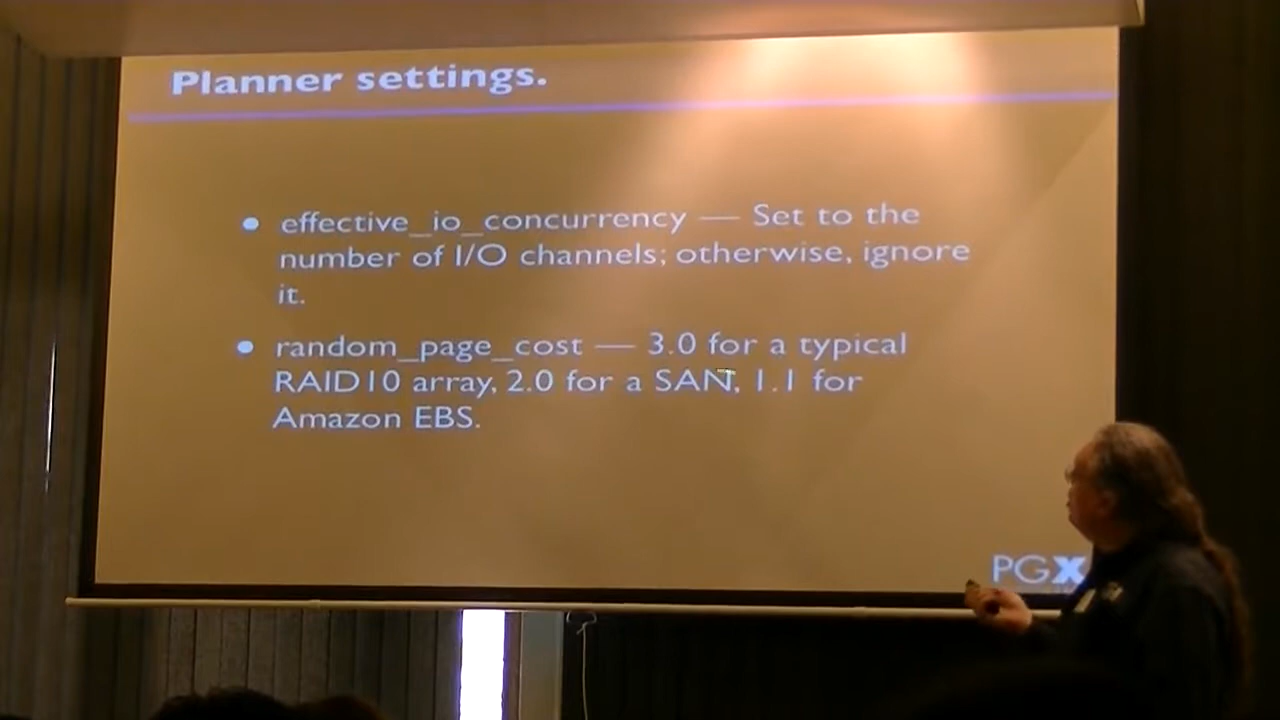 Planner settings.
• effective_io_concurrency — Set to the
number of I/O channels; otherwise, ignore
it.
• random_page_cost — 3.0 for a typical
RAID10 array, 2.0 for a SAN, 1.1 for
Amazon EBS.
PGX